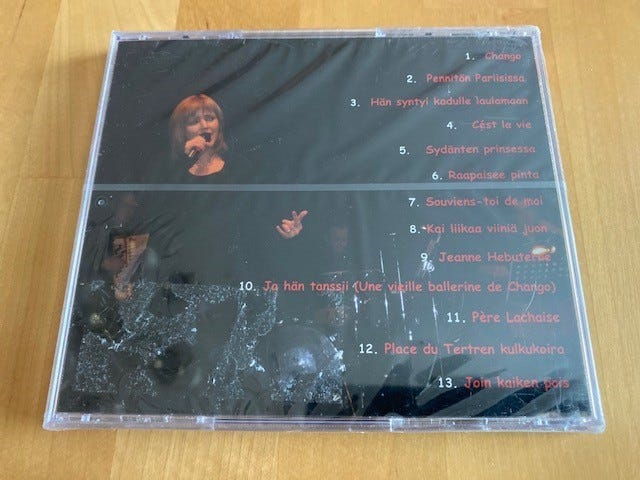 1. Chango
2. Pennitön Pariisissa
3. Hän syntyi kadulle laulamaan
4. Cést la vie
5. Sydänten prinsessa
6. Raapaisee pinta
7. Souviens-toi de moi
8. Kai liikaa viiniä juon
9. Jeanne Hebuterne
10. Ja hän tanssii (Une vieille ballerine de Chango)
11. Père Lachaise
12. Place du Tertren kulkukoira
13. Join kaiken pois